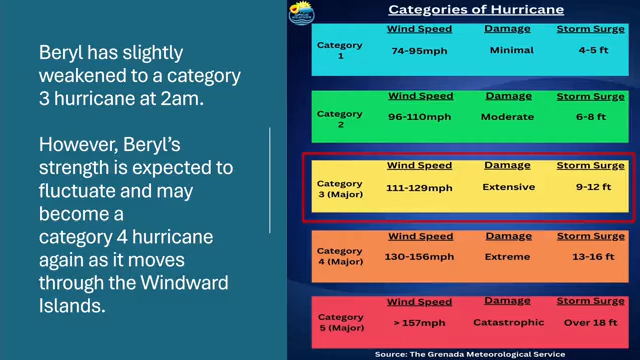 Beryl has slightly
weakened to a category
3 hurricane at 2am.
However, Beryl's
strength is expected to
fluctuate and may
become a
category 4 hurricane
again as it moves
through the Windward
Islands.
Categories of Hurricane
Wind Speed Damage Storm Surge
Category
1
74-95mph Minimal 4-5 ft
Wind Speed Damage Storm Surge
Category
2
96-110mph Moderate 6-8 ft
Wind Speed Damage Storm Surge
Category
3 (Major)
111-129mph Extensive 9-12 ft
Wind Speed Damage Storm Surge
Category
4 (Major)
130-156mph Extreme 13-16 ft
Wind Speed Damage Storm Surge
Category
5 (Major)
> 157mph Catastrophic Over 18 ft
Source: The Grenada Meteorological Service